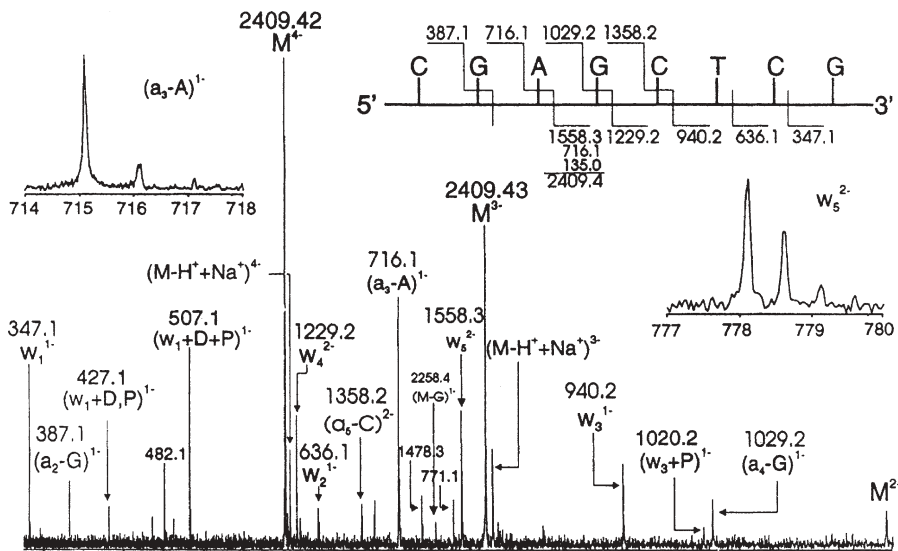 2409.42
M⁴⁻
(a₃-A)¹⁻
714 715 716 717 718
387.1 716.1 1029.2 1358.2
C G A G C T C G
5' 3'
1558.3 1229.2 940.2 636.1 347.1
716.1
135.0
2409.4
2409.43
M³⁻
W₅²⁻
777 778 779 780
(M-H⁺+Na⁺)⁴⁻
716.1
(a₃-A)¹⁻
347.1
W₁¹⁻
507.1
(w₁+D+P)¹⁻
1229.2
W₄²⁻
1558.3
W₅²⁻
(M-H⁺+Na⁺)³⁻
427.1
(w₁+D,P)¹⁻
387.1
(a₂-G)¹⁻
482.1
636.1
W₂¹⁻
1358.2
(a₅-C)²⁻
2258.4
(M-G)¹⁻
1478.3
771.1
940.2
W₃¹⁻
1020.2
(w₃+P)¹⁻
1029.2
(a₄-G)¹⁻
M²⁻